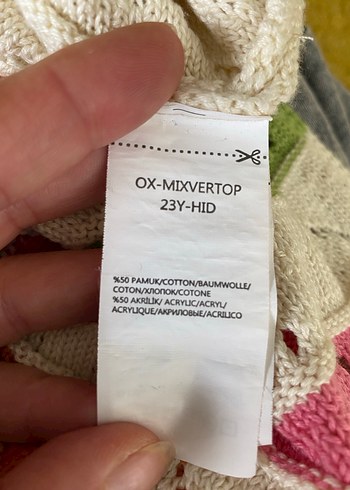 OX-MIXVERTOP
23Y-HID
%50 PAMUK/COTTON/BAUMWOLLE/
COTON/ХЛОПОК/COTONE
%50 AKRİLİK/ ACRYLIC/ACRYL/
ACRYLIQUE/АКРИЛОВЫЕ/ACRILICO